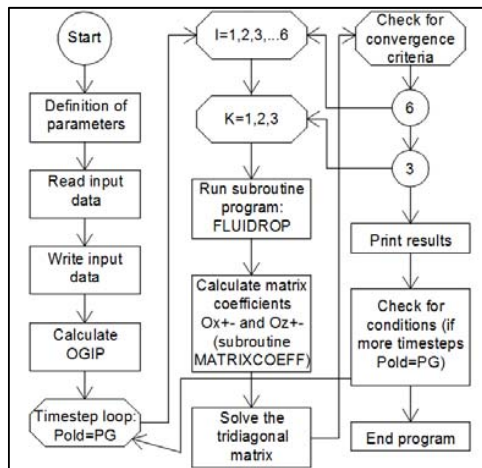 Start
Definition of
parameters
Read input
data
Write input
data
Calculate
OGIP
Timestep loop:
Pold=PG
I=1,2,3,...6
K=1,2,3
Run subroutine
program:
FLUIDROP
Calculate matrix
coefficients
Ox+- and Oz+-
(subroutine
MATRIXCOEFF)
Solve the
tridiagonal
matrix
Check for
convergence
criteria
6
3
Print results
Check for
conditions (if
more timesteps
Pold=PG)
End program